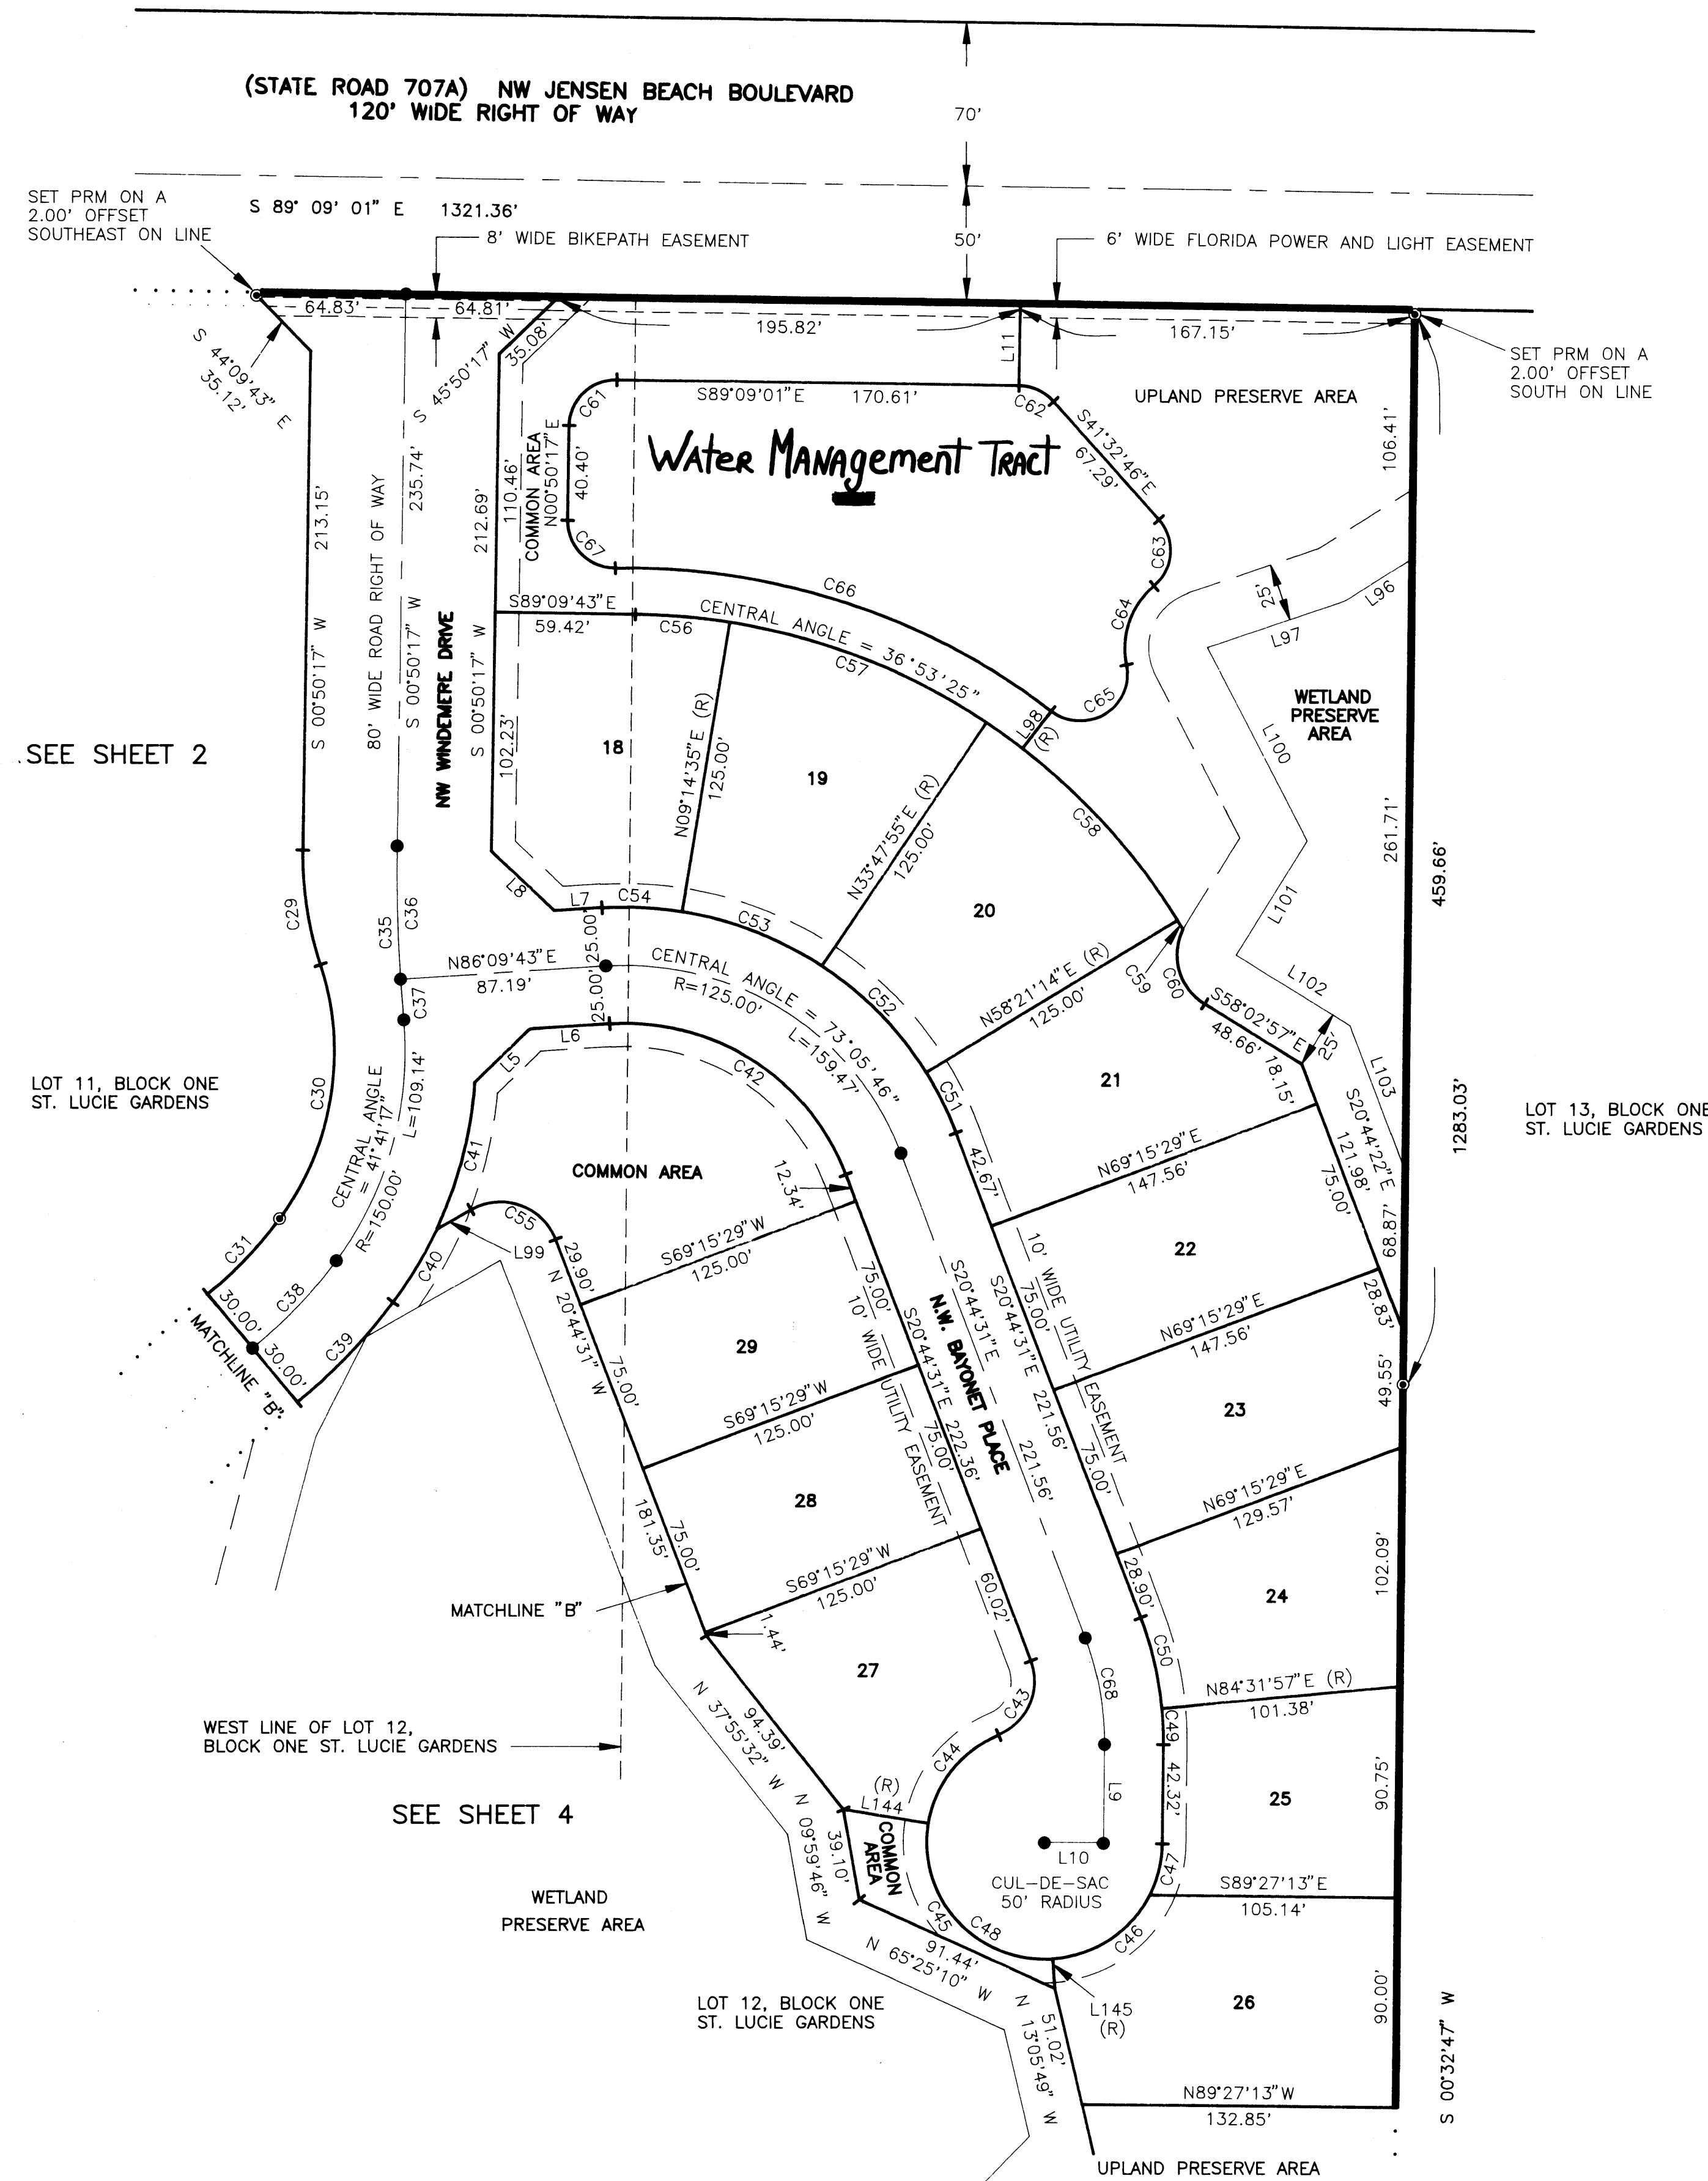 (STATE ROAD 707A) NW JENSEN BEACH BOULEVARD
120' WIDE RIGHT OF WAY
70'
SET PRM ON A
2.00' OFFSET
SOUTHEAST ON LINE
S 89° 09' 01" E 1321.36'
8' WIDE BIKEPATH EASEMENT
50'
6' WIDE FLORIDA POWER AND LIGHT EASEMENT
64.83'
64.81'
195.82'
167.15'
SET PRM ON A
2.00' OFFSET
SOUTH ON LINE
S 44°09'43" E
35.12'
S 45°50'17" W
35.08'
L11
S89°09'01"E 170.61'
C61
C62
UPLAND PRESERVE AREA
S41°32'46"E
67.29'
106.41'
Water Management Tract
COMMON AREA
N00°50'17"E
40.40'
110.46'
213.15'
S 00°50'17" W
80' WIDE ROAD RIGHT OF WAY
235.74'
S 00°50'17" W
NW WINDEMERE DRIVE
212.69'
S 00°50'17" W
C67
C66
C63
C64
C65
25'
L96
L97
S89°09'43"E
59.42'
C56
CENTRAL ANGLE = 36°53'25"
C57
L98
(R)
WETLAND
PRESERVE
AREA
SEE SHEET 2
102.23'
18
N09°14'35"E (R)
125.00'
19
N33°47'55"E (R)
125.00'
C58
L100
261.71'
459.66'
L8
L7
C54
C53
20
L101
C29
C35
C36
25.00'
25.00'
N86°09'43"E
87.19'
C37
CENTRAL ANGLE = 73°05'46"
R=125.00'
L=159.47'
C52
N58°21'14"E (R)
125.00'
C59
C60
L102
S58°02'57"E
48.66'
25'
L103
L6
L5
C42
C51
21
18.15'
LOT 11, BLOCK ONE
ST. LUCIE GARDENS
C30
CENTRAL ANGLE
= 41°41'17"
L=109.14'
R=150.00'
C41
COMMON AREA
12.34'
42.67'
N69°15'29"E
147.56'
S20°44'22"E
121.98'
75.00'
68.87'
1283.03'
LOT 13, BLOCK ONE
ST. LUCIE GARDENS
C31
C38
C40
C39
C55
L99
29.90'
N 20°44'31" W
S69°15'29"W
125.00'
22
28.83'
30.00'
30.00'
MATCHLINE "B"
29
75.00'
75.00'
10' WIDE UTILITY EASEMENT
S20°44'31"E 222.36'
N.W. BAYONET PLACE
S20°44'31"E
221.56'
S20°44'31"E 221.56'
10' WIDE UTILITY EASEMENT
75.00'
N69°15'29"E
147.56'
49.55'
S69°15'29"W
125.00'
75.00'
75.00'
23
28
75.00'
181.35'
N69°15'29"E
129.57'
MATCHLINE "B"
S69°15'29"W
125.00'
1.44'
60.02'
28.90'
24
102.09'
27
C43
C68
C50
N84°31'57"E (R)
101.38'
WEST LINE OF LOT 12,
BLOCK ONE ST. LUCIE GARDENS
94.39'
N 37°55'32" W
C44
C49
42.32'
L9
25
90.75'
SEE SHEET 4
(R)
L144
COMMON
AREA
39.10'
N 09°59'46" W
L10
CUL-DE-SAC
50' RADIUS
C47
S89°27'13"E
105.14'
WETLAND
PRESERVE AREA
C45
C48
C46
91.44'
N 65°25'10" W
LOT 12, BLOCK ONE
ST. LUCIE GARDENS
L145
(R)
26
90.00'
51.02'
N 13°05'49" W
N89°27'13"W
132.85'
S 00°32'47" W
UPLAND PRESERVE AREA